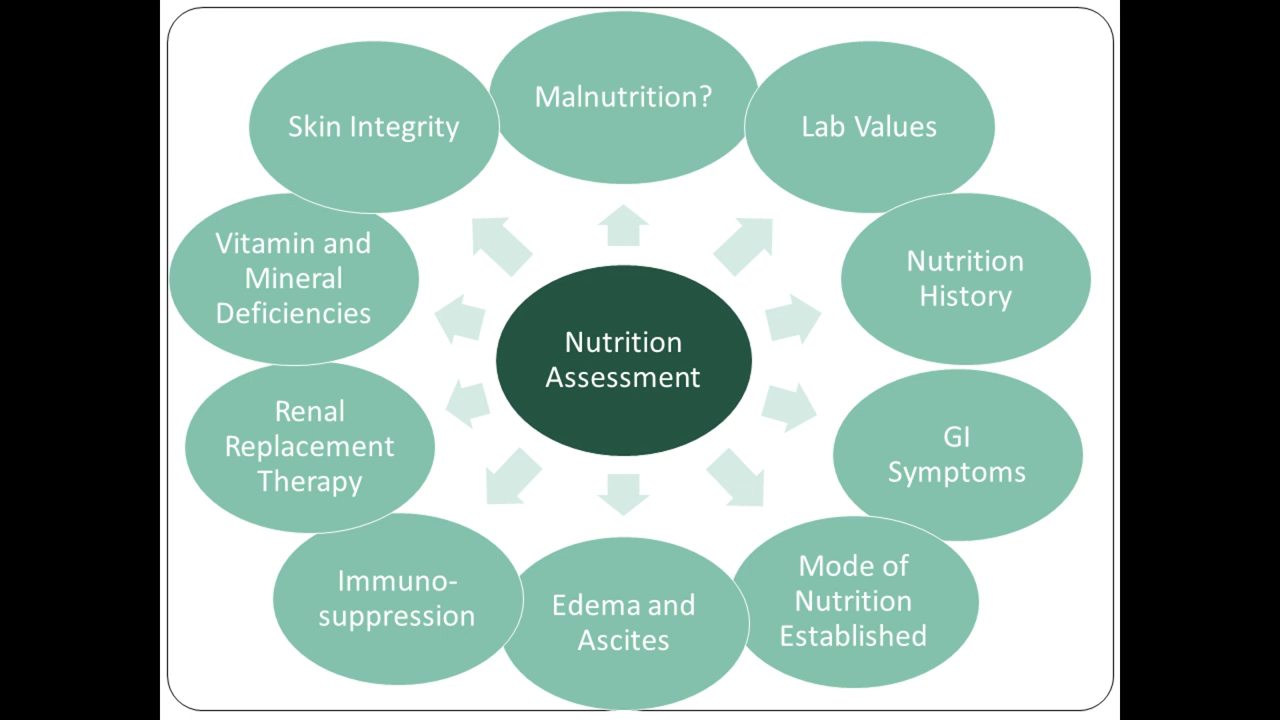 Malnutrition?
Lab Values
Nutrition
History
GI
Symptoms
Mode of
Nutrition
Established
Edema and
Ascites
Immuno-
suppression
Renal
Replacement
Therapy
Vitamin and
Mineral
Deficiencies
Skin Integrity
Nutrition
Assessment